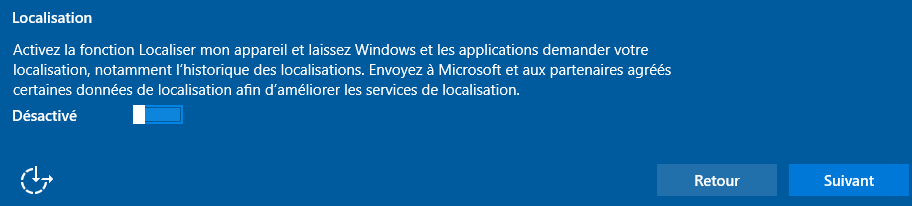 Localisation
Activez la fonction Localiser mon appareil et laissez Windows et les applications demander votre
localisation, notamment l'historique des localisations. Envoyez à Microsoft et aux partenaires agréés
certaines données de localisation afin d'améliorer les services de localisation.
Désactivé
Retour
Suivant